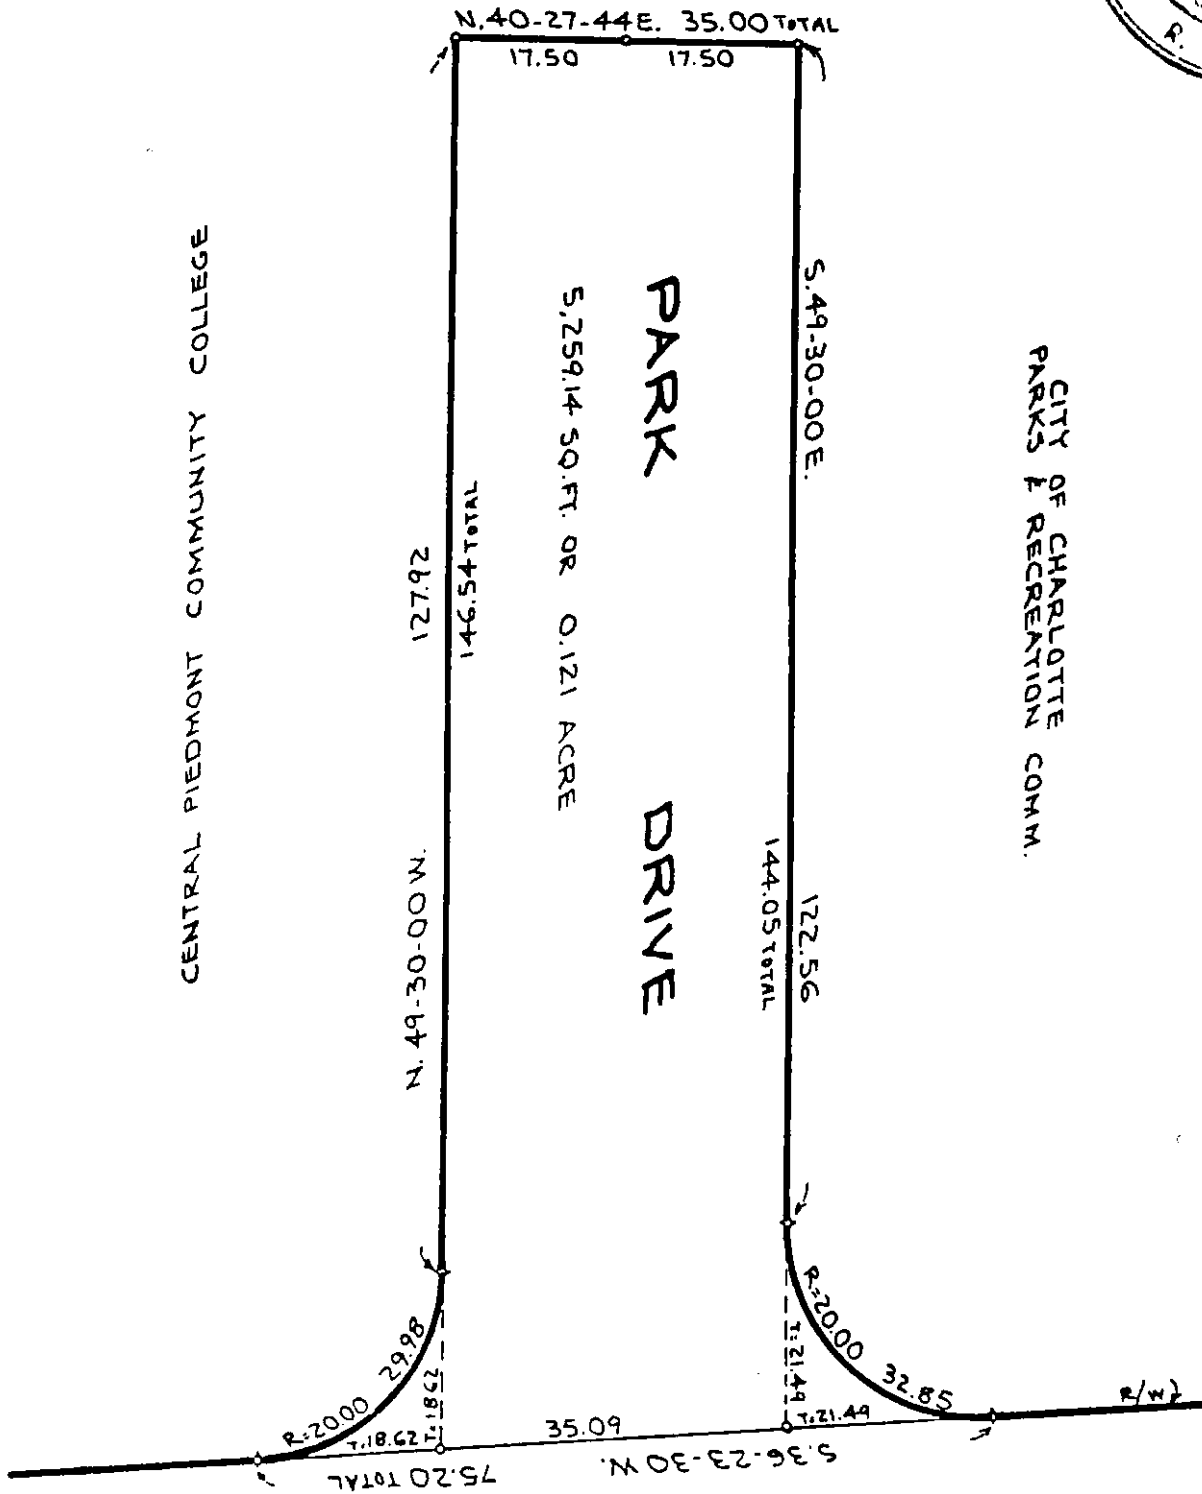 N.40-27-44E. 35.00 TOTAL
17.50 17.50
R.
CENTRAL PIEDMONT COMMUNITY COLLEGE
N. 49-30-00 W.
127.92
146.54 TOTAL
5,259.14 SQ.FT. OR 0.121 ACRE
PARK DRIVE
S.49-30-00E.
122.56
144.05 TOTAL
CITY OF CHARLOTTE
PARKS & RECREATION COMM.
R=20.00 29.98
T=18.62
T=18.62
R=20.00 32.85
T=21.49
T=21.49
35.09
R/W
S.36-23-30 W.
75.20 TOTAL